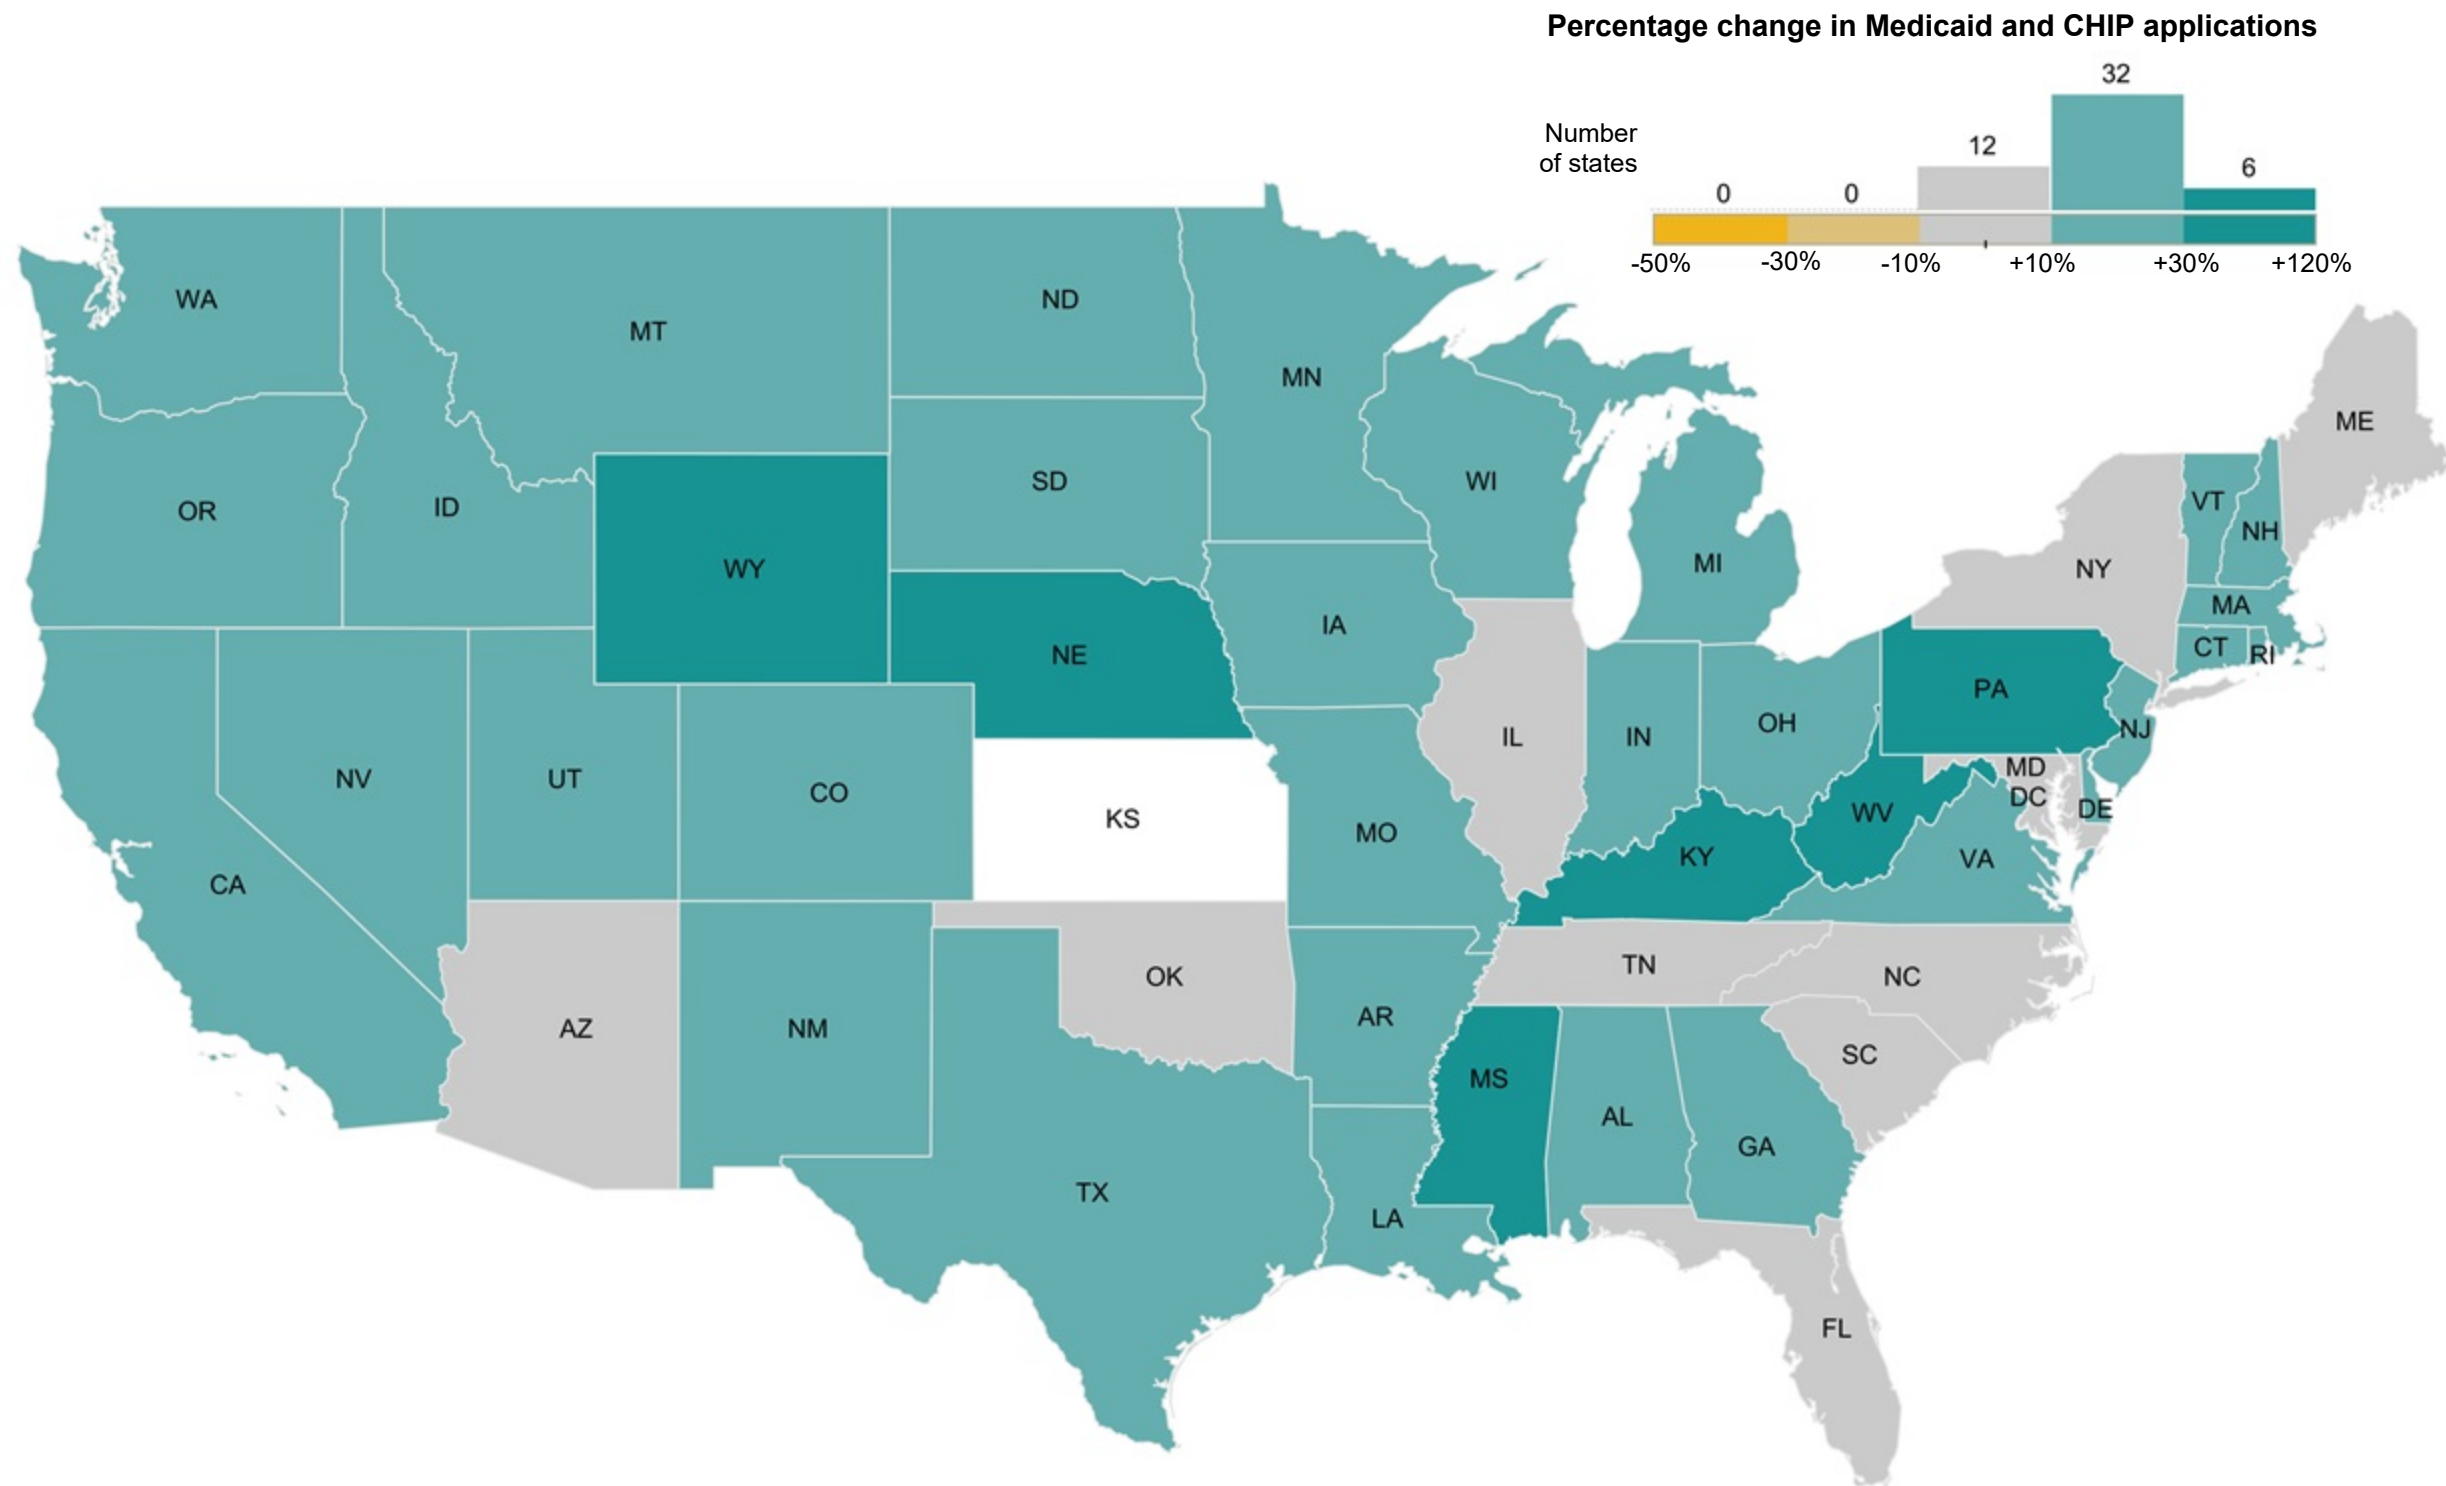 Percentage change in Medicaid and CHIP applications
32
Number
of states
12
6
0 0
-50% -30% -10% +10% +30% +120%
WA
MT
ND
MN
ME
OR
ID
SD
WI
VT
NH
WY
MI
NY
MA
NE
IA
CT RI
PA
NV
UT
CO
IL
IN
OH
NJ
KS
MO
MD
DC
DE
WV
CA
KY
VA
AZ
NM
OK
AR
TN
NC
SC
MS
AL
GA
TX
LA
FL